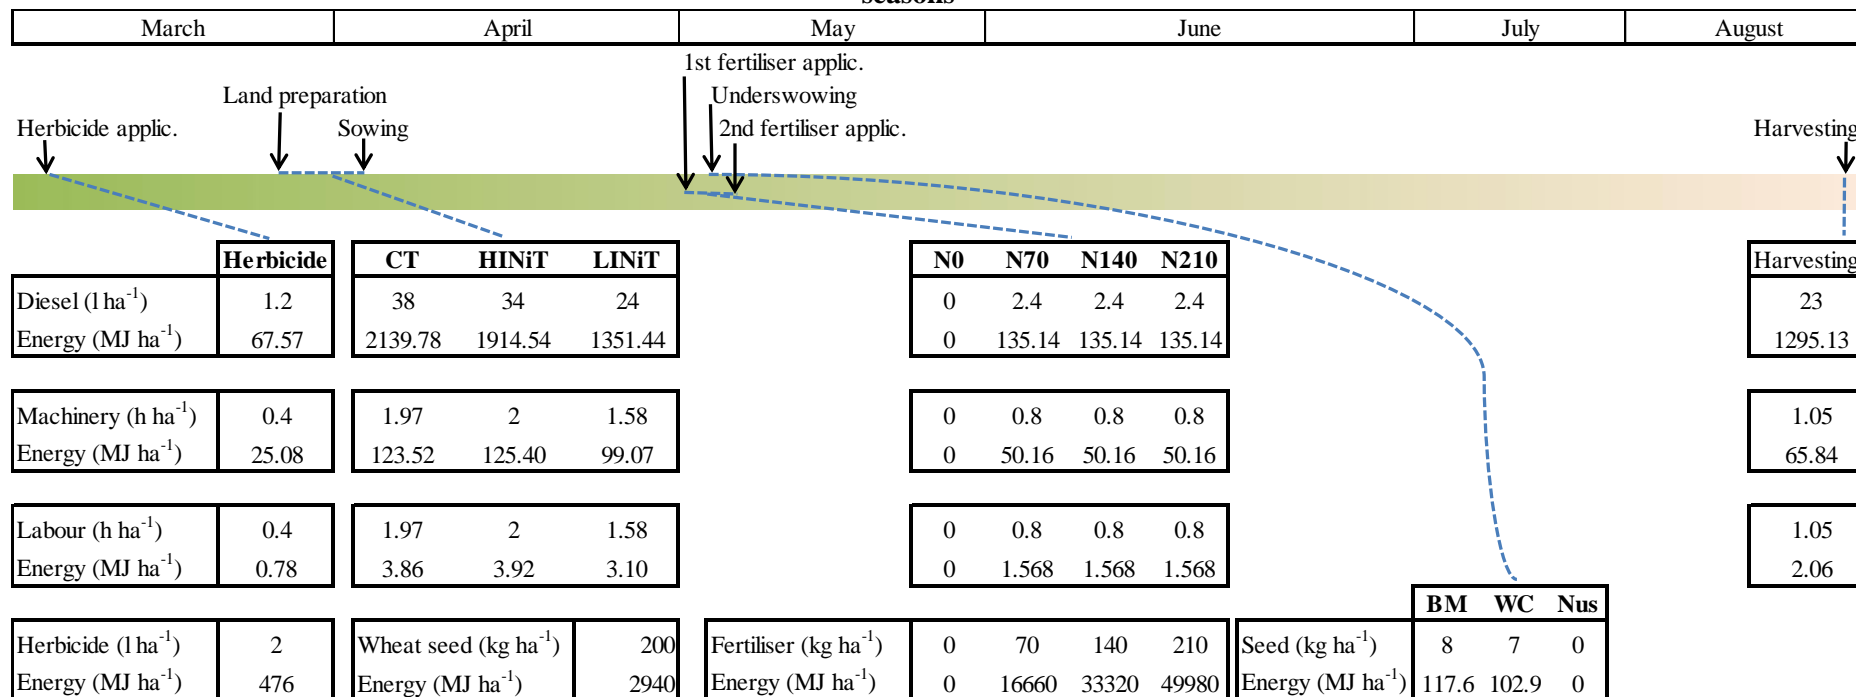 seasons
March April May June July August
1st fertiliser applic.
Land preparation Underswowing
Herbicide applic. Sowing 2nd fertiliser applic. Harvesting
Herbicide CT HINiT LINiT N0 N70 N140 N210 Harvesting
Diesel (l ha⁻¹) 1.2 38 34 24 0 2.4 2.4 2.4 23
Energy (MJ ha⁻¹) 67.57 2139.78 1914.54 1351.44 0 135.14 135.14 135.14 1295.13
Machinery (h ha⁻¹) 0.4 1.97 2 1.58 0 0.8 0.8 0.8 1.05
Energy (MJ ha⁻¹) 25.08 123.52 125.40 99.07 0 50.16 50.16 50.16 65.84
Labour (h ha⁻¹) 0.4 1.97 2 1.58 0 0.8 0.8 0.8 1.05
Energy (MJ ha⁻¹) 0.78 3.86 3.92 3.10 0 1.568 1.568 1.568 2.06
BM WC Nus
Herbicide (l ha⁻¹) 2 Wheat seed (kg ha⁻¹) 200 Fertiliser (kg ha⁻¹) 0 70 140 210 Seed (kg ha⁻¹) 8 7 0
Energy (MJ ha⁻¹) 476 Energy (MJ ha⁻¹) 2940 Energy (MJ ha⁻¹) 0 16660 33320 49980 Energy (MJ ha⁻¹) 117.6 102.9 0